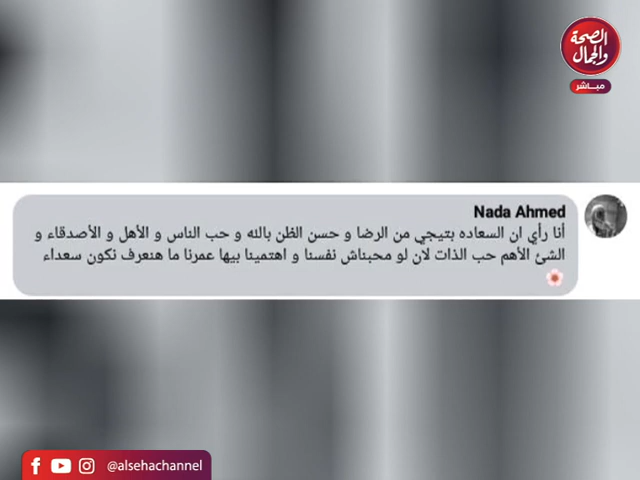 الصحة
والجمال
مباشر
Nada Ahmed
أنا رأي ان السعاده بتيجي من الرضا و حسن الظن بالله و حب الناس و الأهل و الأصدقاء و
الشئ الأهم حب الذات لأن لو محبناش نفسنا و اهتمينا بيها عمرنا ما هنعرف نكون سعداء
🌸
@alsehachannel